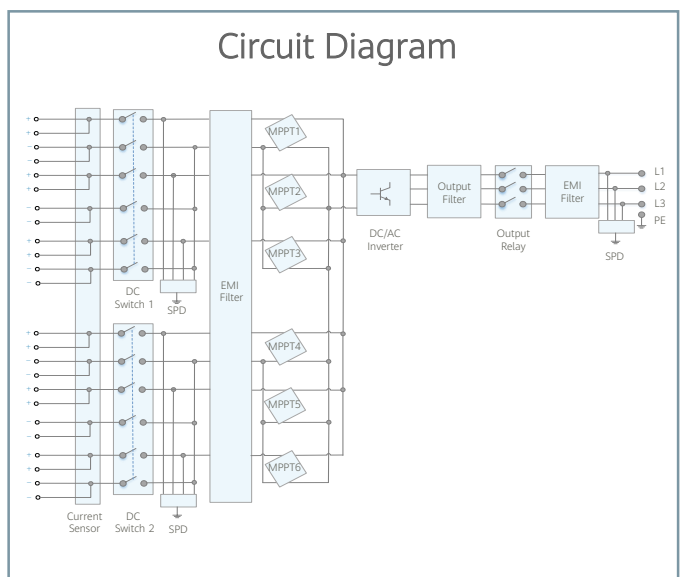 Circuit Diagram
+
+
−
−
+
+
−
−
+
+
−
−
DC
Switch 1
SPD
EMI
Filter
MPPT1
MPPT2
MPPT3
MPPT4
MPPT5
MPPT6
DC/AC
Inverter
Output
Filter
Output
Relay
EMI
Filter
L1
L2
L3
PE
SPD
+
+
−
−
+
+
−
−
+
+
−
−
Current
Sensor
DC
Switch 2
SPD